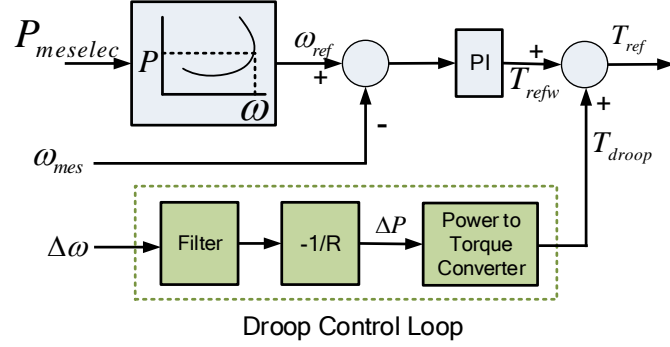 P_meselec
P
ω
ω_ref
+
-
PI
T_refw
+
T_ref
+
T_droop
ω_mes
Δω
Filter
-1/R
ΔP
Power to
Torque
Converter
Droop Control Loop